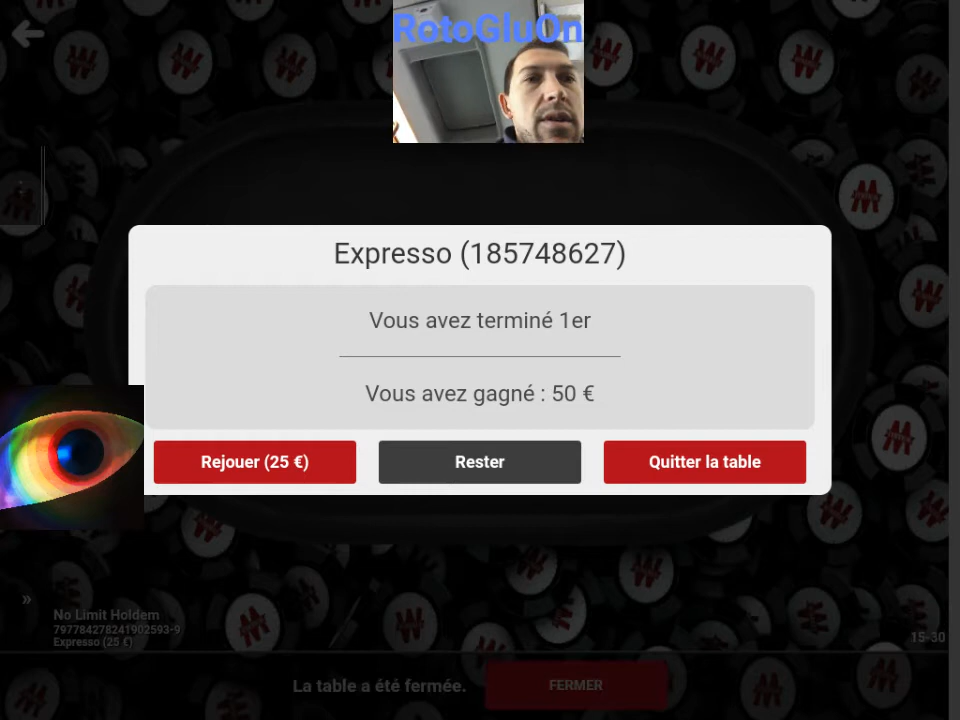 RotoGluOn
Expresso (185748627)
Vous avez terminé 1er
Vous avez gagné : 50 €
Rejouer (25 €)
Rester
Quitter la table
»
No Limit Holdem
797784278241902593-9
Expresso (25 €)
15-30
La table a été fermée.
FERMER